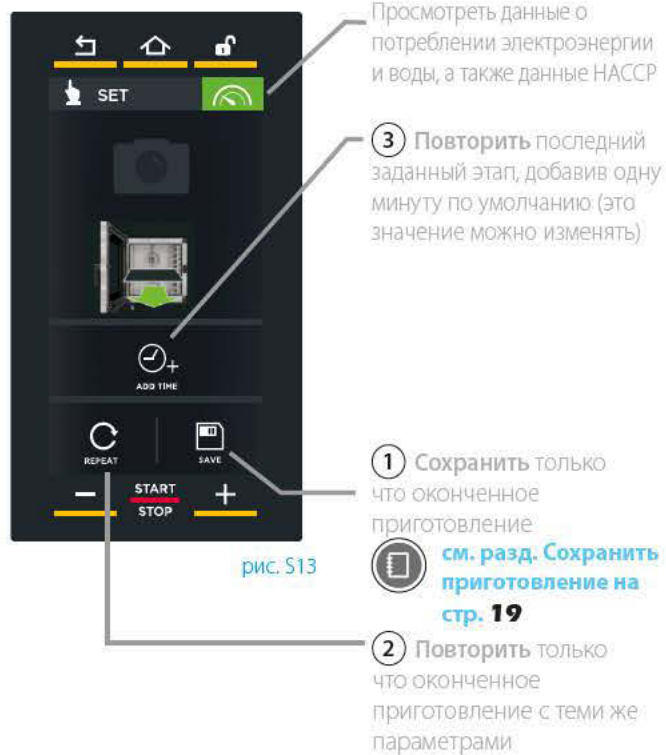 Просмотреть данные о
потреблении электроэнергии
и воды, а также данные HACCP
SET
3 Повторить последний
заданный этап, добавив одну
минуту по умолчанию (это
значение можно изменять)
ADD TIME
REPEAT
SAVE
1 Сохранить только
что оконченное
приготовление
START
STOP
см. разд. Сохранить
приготовление на
стр. 19
рис. S13
2 Повторить только
что оконченное
приготовление с теми же
параметрами